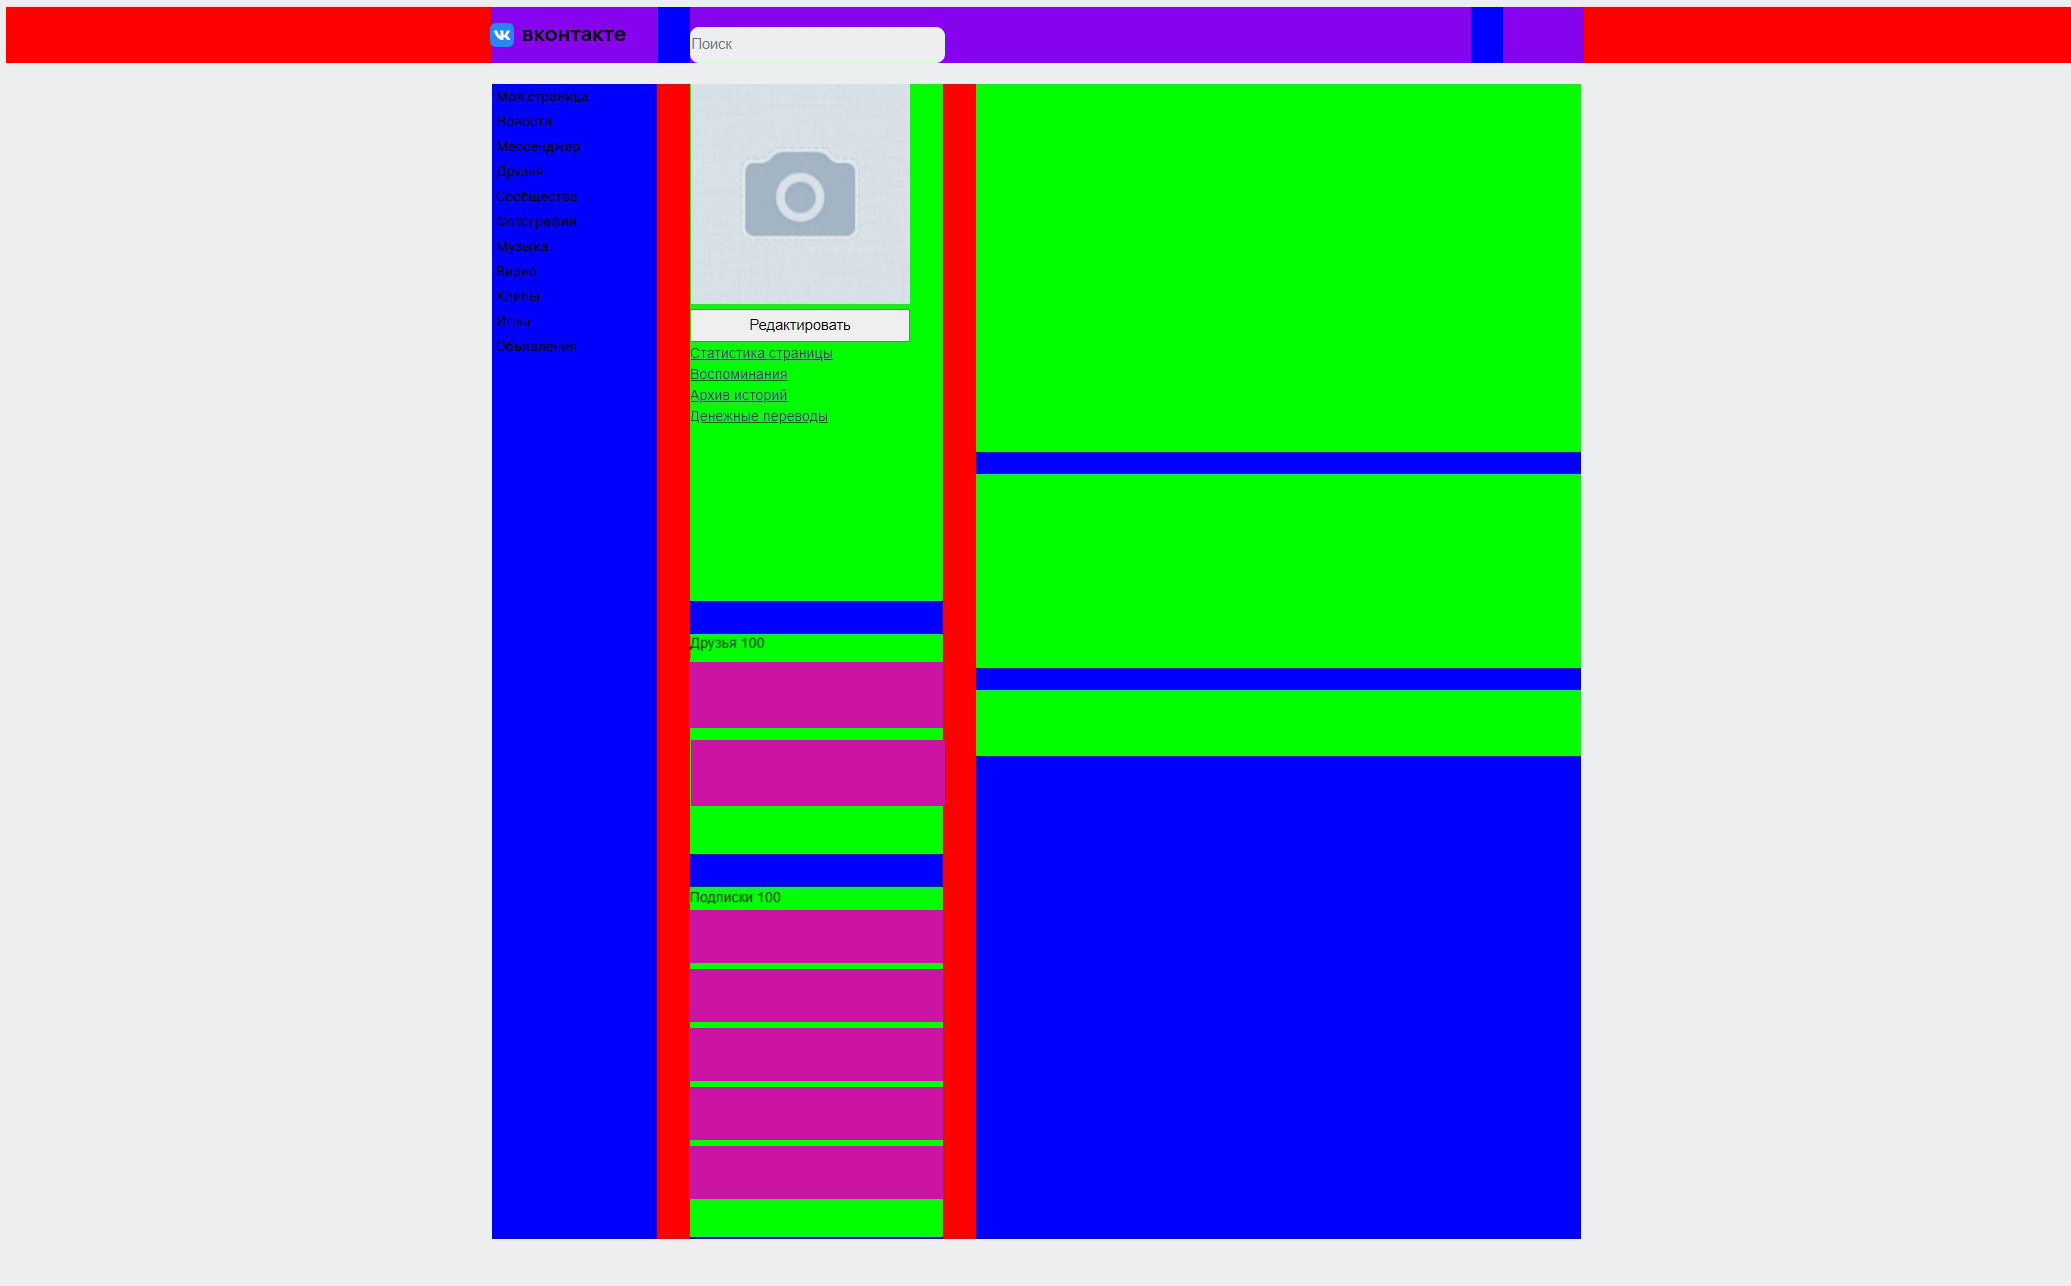 вконтакте
Поиск
Моя страница
Новости
Мессенджер
Друзья
Сообщества
Фотографии
Музыка
Видео
Клипы
Игры
Объявления
Редактировать
Статистика страницы
Воспоминания
Архив историй
Денежные переводы
Друзья 100
Подписки 100